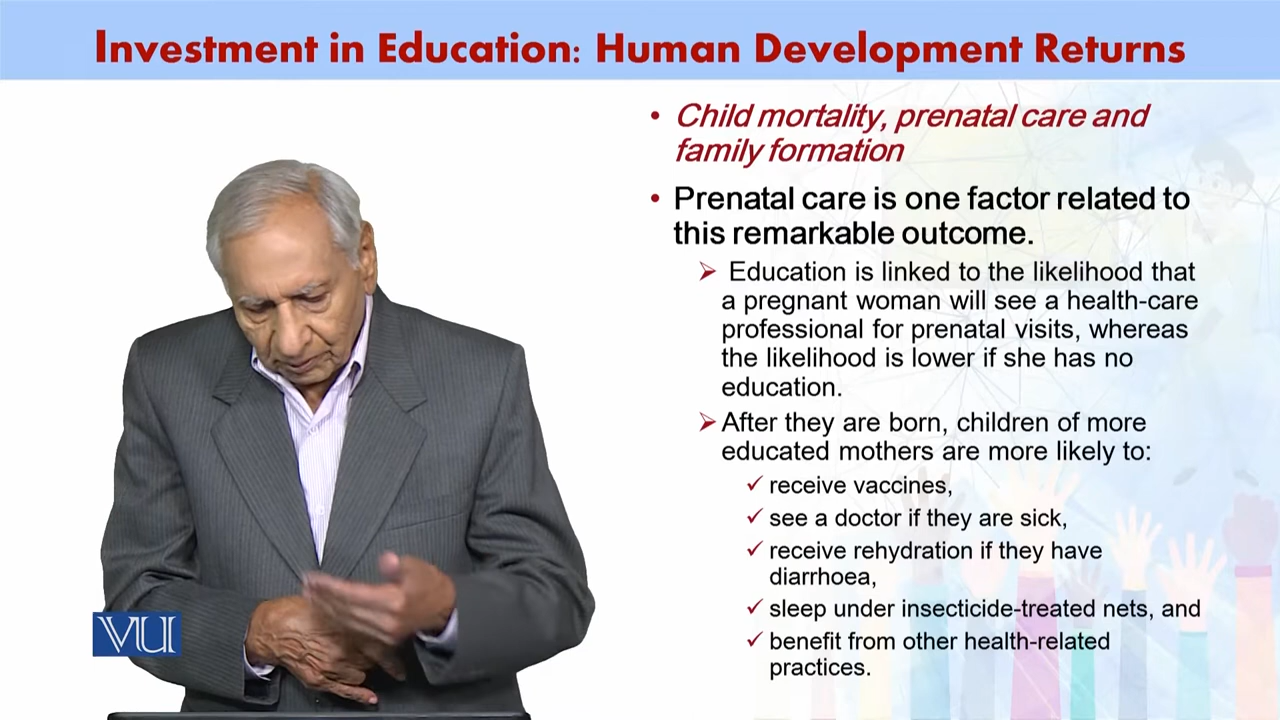 Investment in Education: Human Development Returns
• Child mortality, prenatal care and
family formation
• Prenatal care is one factor related to
this remarkable outcome.
➢ Education is linked to the likelihood that
a pregnant woman will see a health-care
professional for prenatal visits, whereas
the likelihood is lower if she has no
education.
➢ After they are born, children of more
educated mothers are more likely to:
✓ receive vaccines,
✓ see a doctor if they are sick,
✓ receive rehydration if they have
diarrhoea,
✓ sleep under insecticide-treated nets, and
✓ benefit from other health-related
practices.
VU